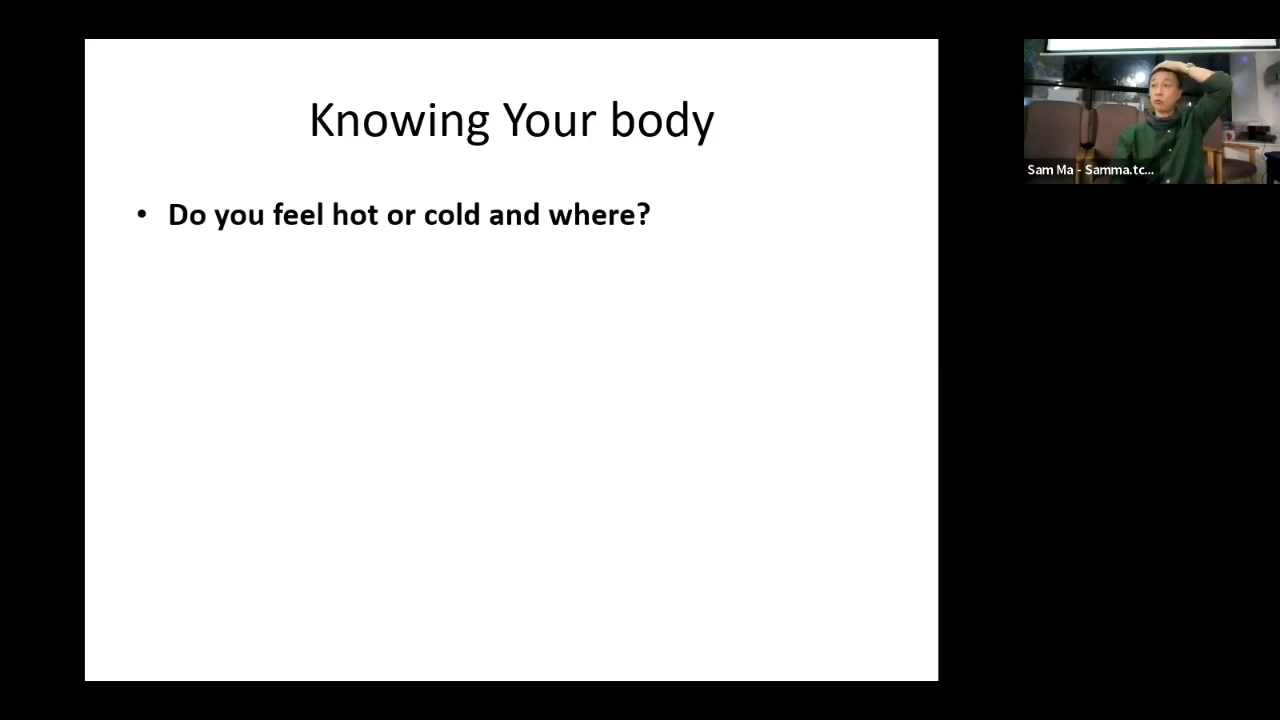 Knowing Your body
• Do you feel hot or cold and where?
Sam Ma - Samma.tc...